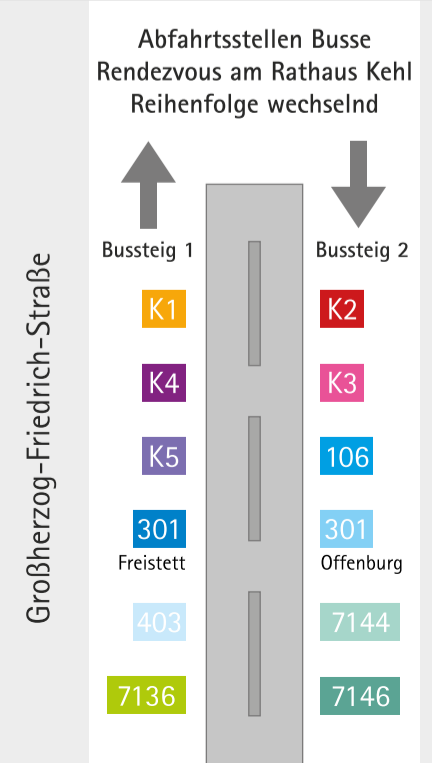 Abfahrtsstellen Busse
Rendezvous am Rathaus Kehl
Reihenfolge wechselnd
Großherzog-Friedrich-Straße
Bussteig 1
K1
K4
K5
301
Freistett
403
7136
Bussteig 2
K2
K3
106
301
Offenburg
7144
7146